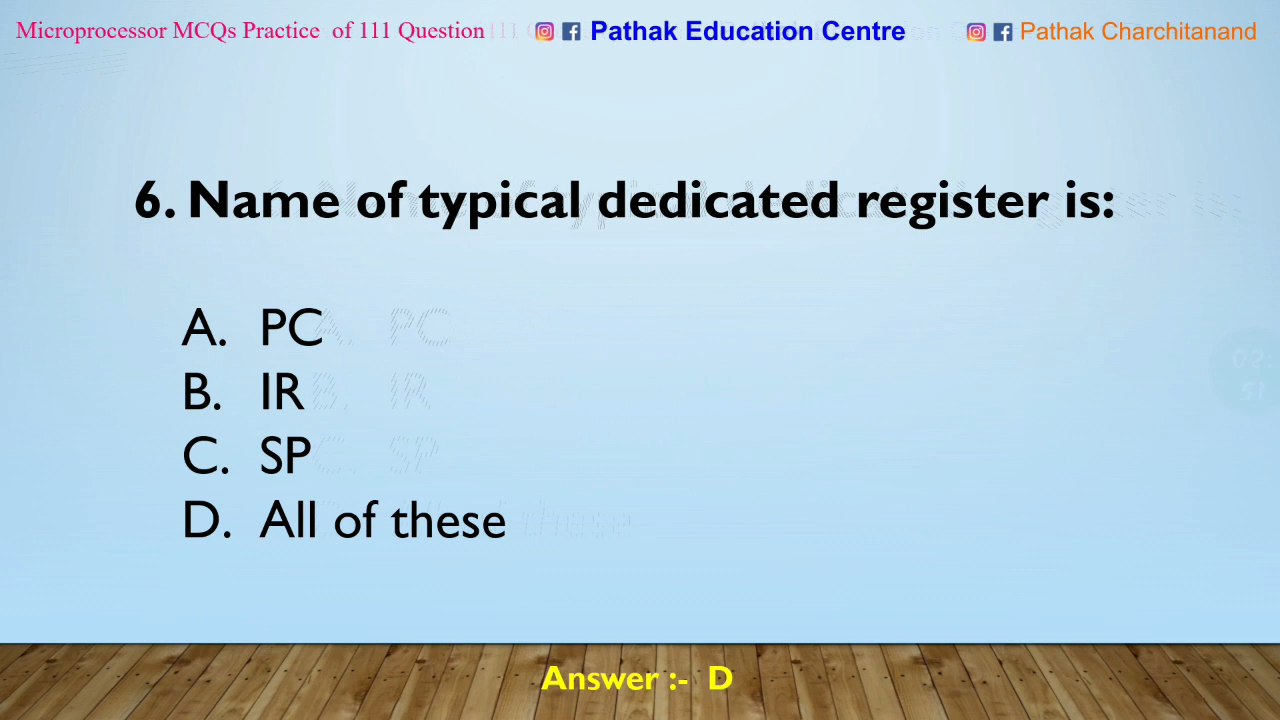 Microprocessor MCQs Practice of 111 Question Pathak Education Centre Pathak Charchitanand
6. Name of typical dedicated register is:
A. PC
B. IR
C. SP
D. All of these
Answer :- D